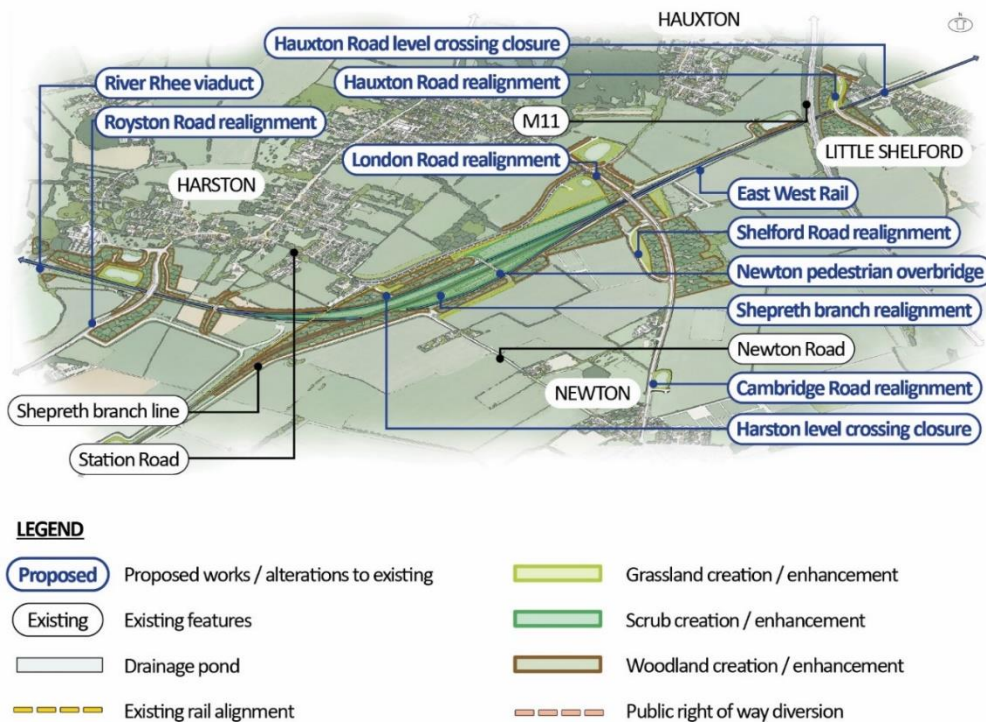 HAUXTON
N
Hauxton Road level crossing closure
River Rhee viaduct
Hauxton Road realignment
Royston Road realignment
M11
London Road realignment
LITTLE SHELFORD
HARSTON
East West Rail
Shelford Road realignment
Newton pedestrian overbridge
Shepreth branch realignment
Newton Road
NEWTON
Cambridge Road realignment
Shepreth branch line
Harston level crossing closure
Station Road
LEGEND
Proposed Proposed works / alterations to existing
Grassland creation / enhancement
Existing Existing features
Scrub creation / enhancement
Drainage pond
Woodland creation / enhancement
Existing rail alignment
Public right of way diversion